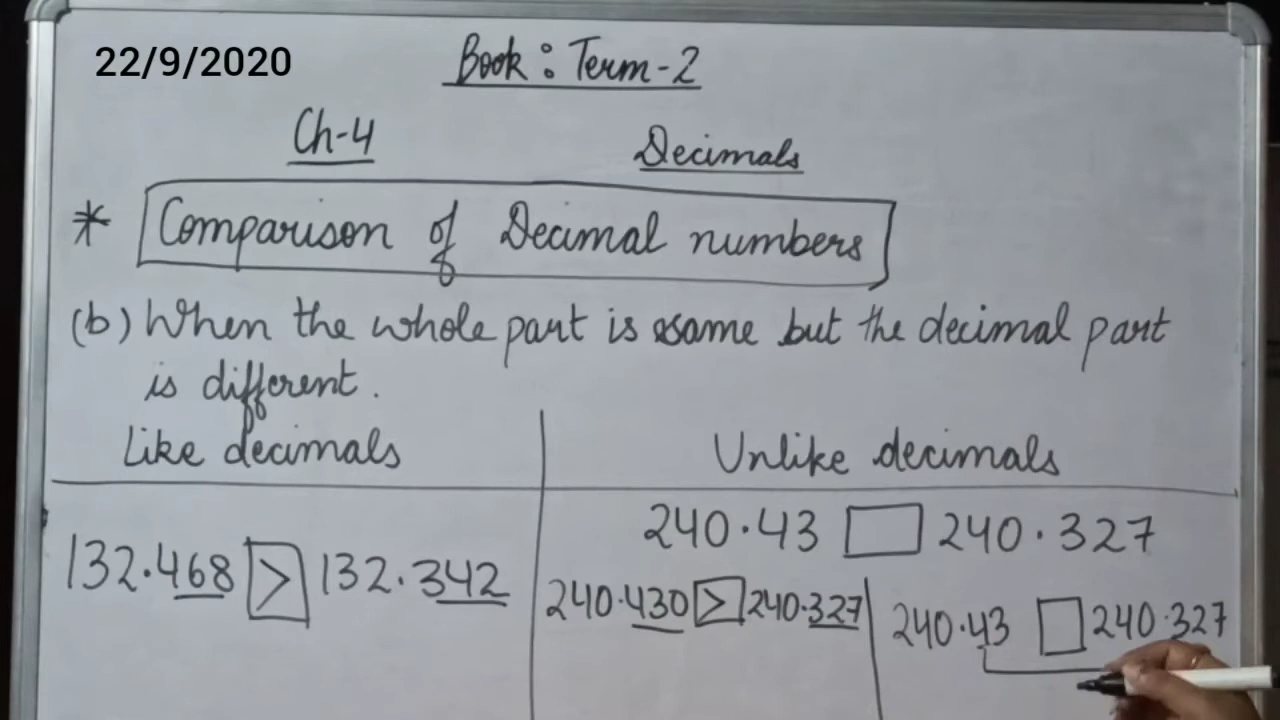 22/9/2020
Book : Term-2
Ch-4 Decimals
* Comparison of Decimal numbers
(b) When the whole part is same but the decimal part
is different.
Like decimals
132.468 > 132.342
Unlike decimals
240.43 □ 240.327
240.430 > 240.327
240.43 □ 240.327